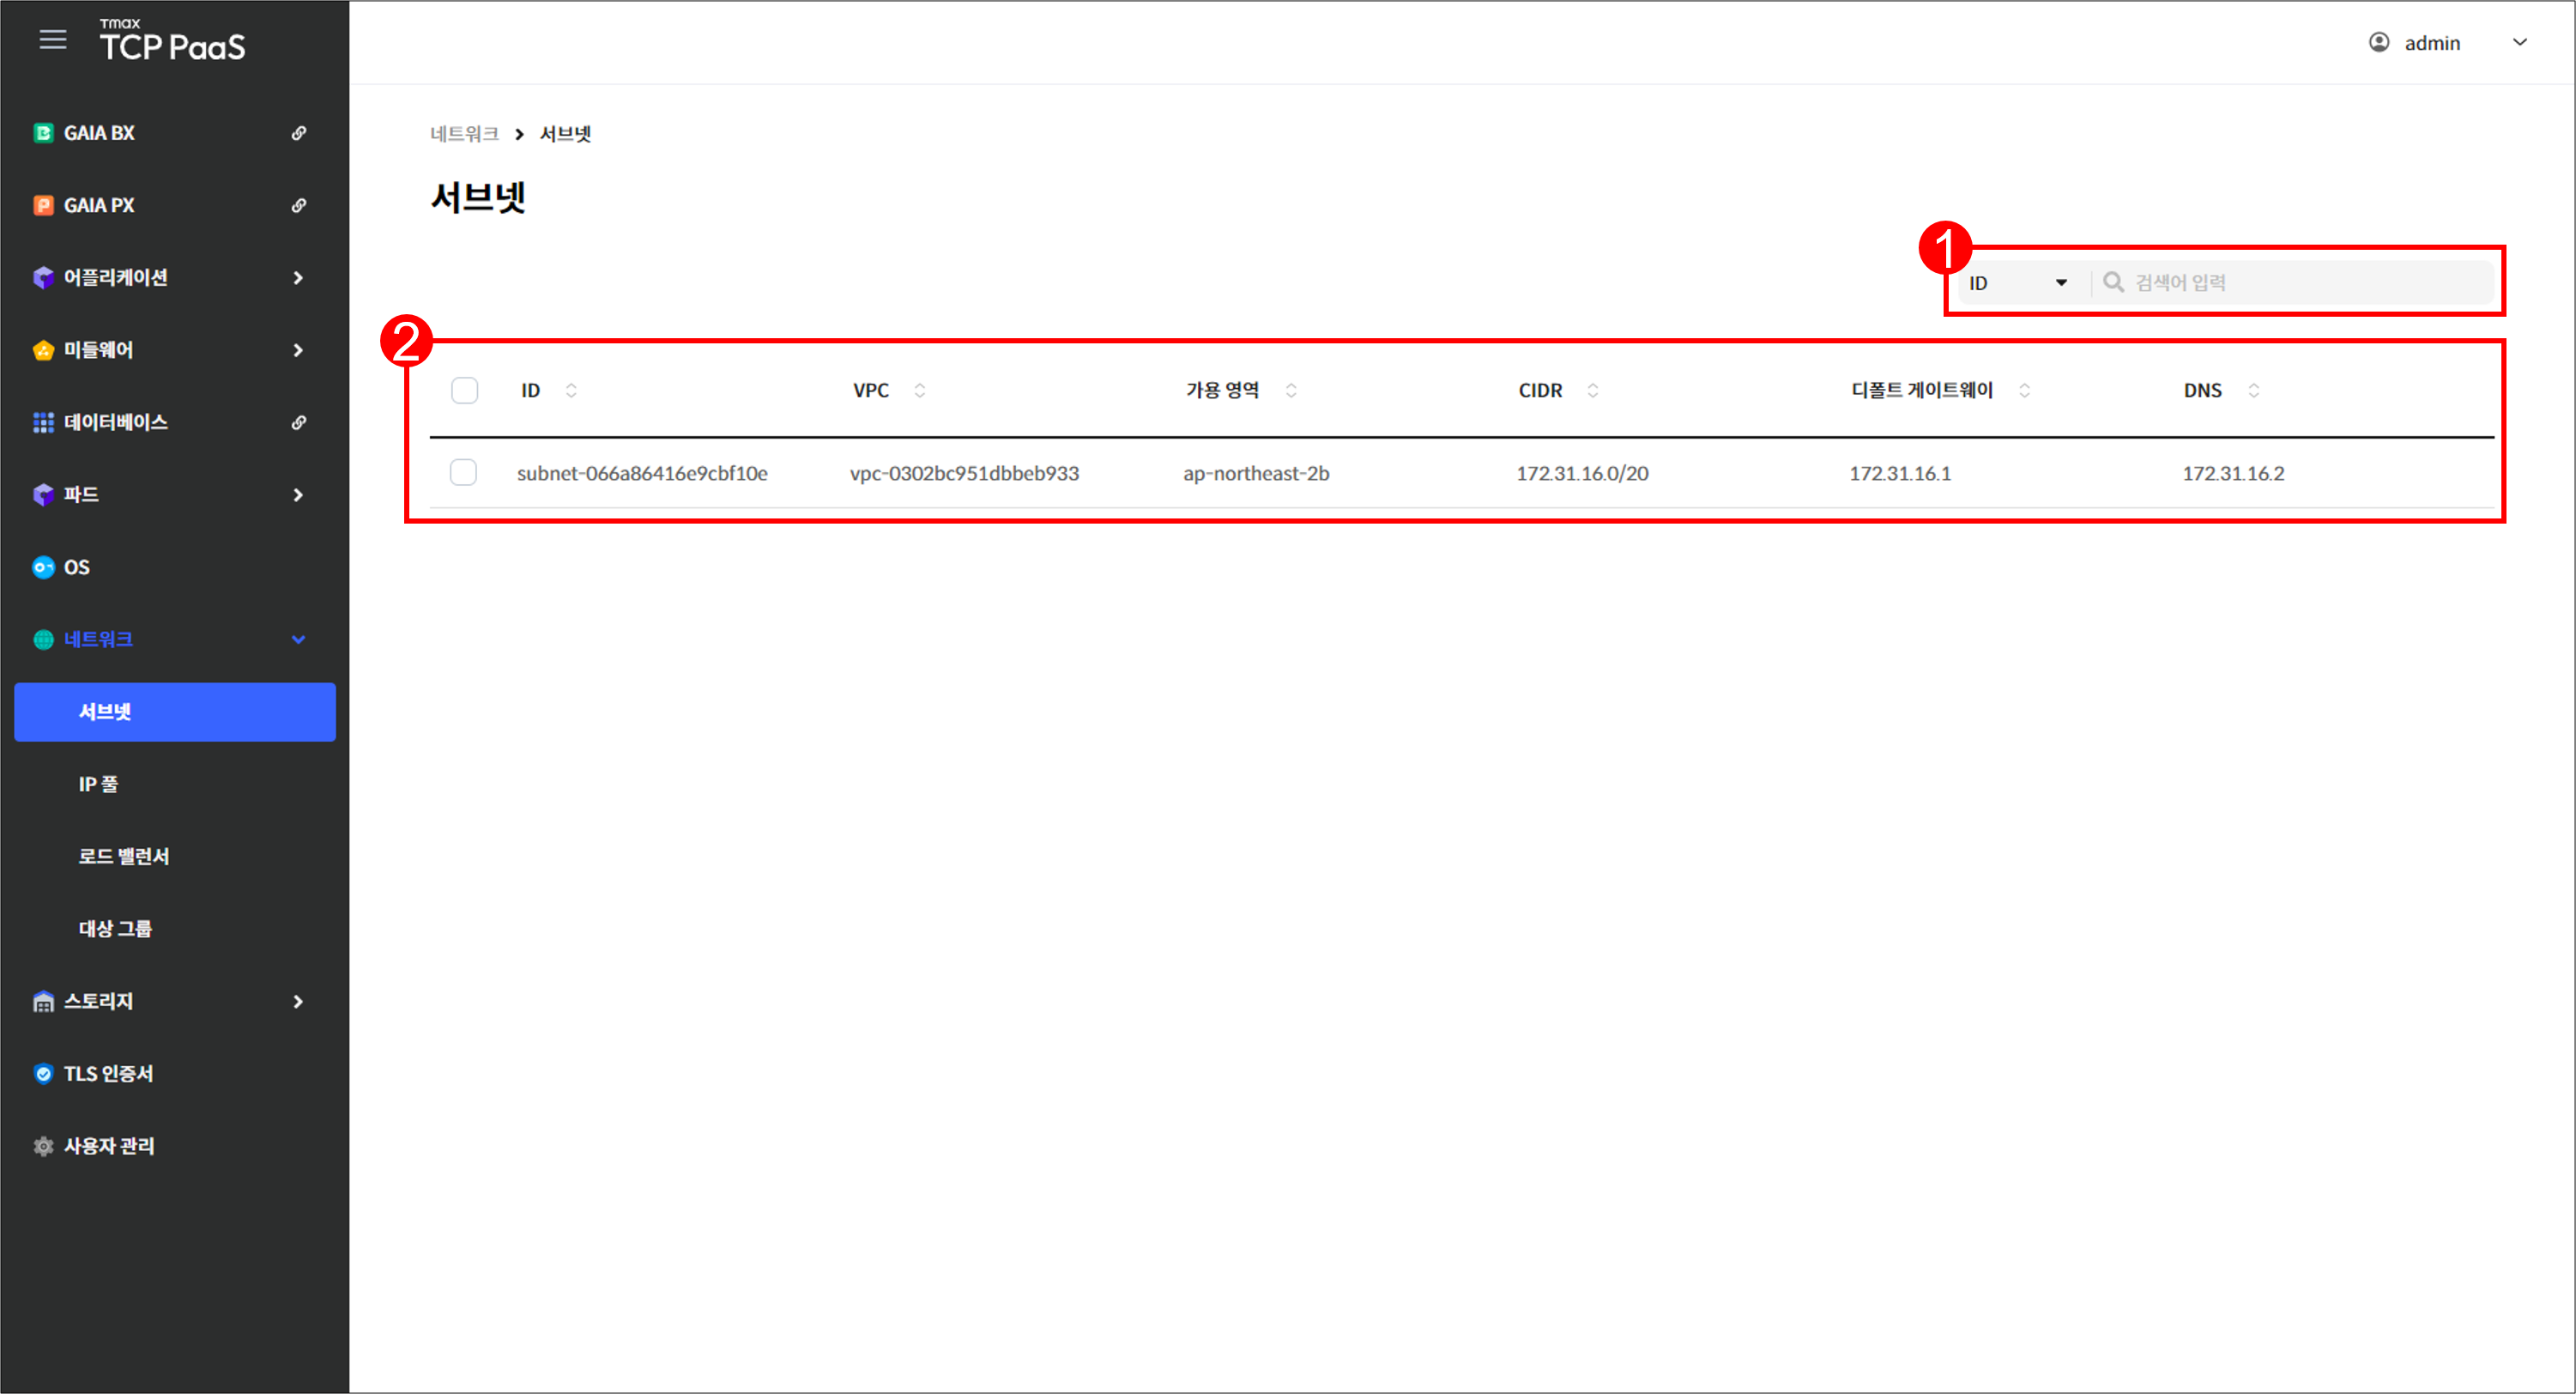 Tmax
TCP PaaS
admin
GAIA BX
GAIA PX
어플리케이션
미들웨어
데이터베이스
파드
OS
네트워크
서브넷
IP 풀
로드 밸런서
대상 그룹
스토리지
TLS 인증서
사용자 관리
네트워크 > 서브넷
서브넷
1
ID 검색어 입력
2
ID VPC 가용 영역 CIDR 디폴트 게이트웨이 DNS
subnet-066a86416e9cbf10e vpc-0302bc951dbbeb933 ap-northeast-2b 172.31.16.0/20 172.31.16.1 172.31.16.2